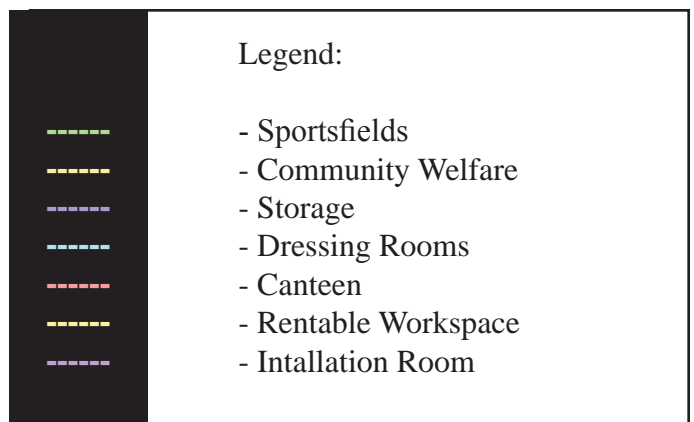 Legend:
- Sportsfields
- Community Welfare
- Storage
- Dressing Rooms
- Canteen
- Rentable Workspace
- Intallation Room